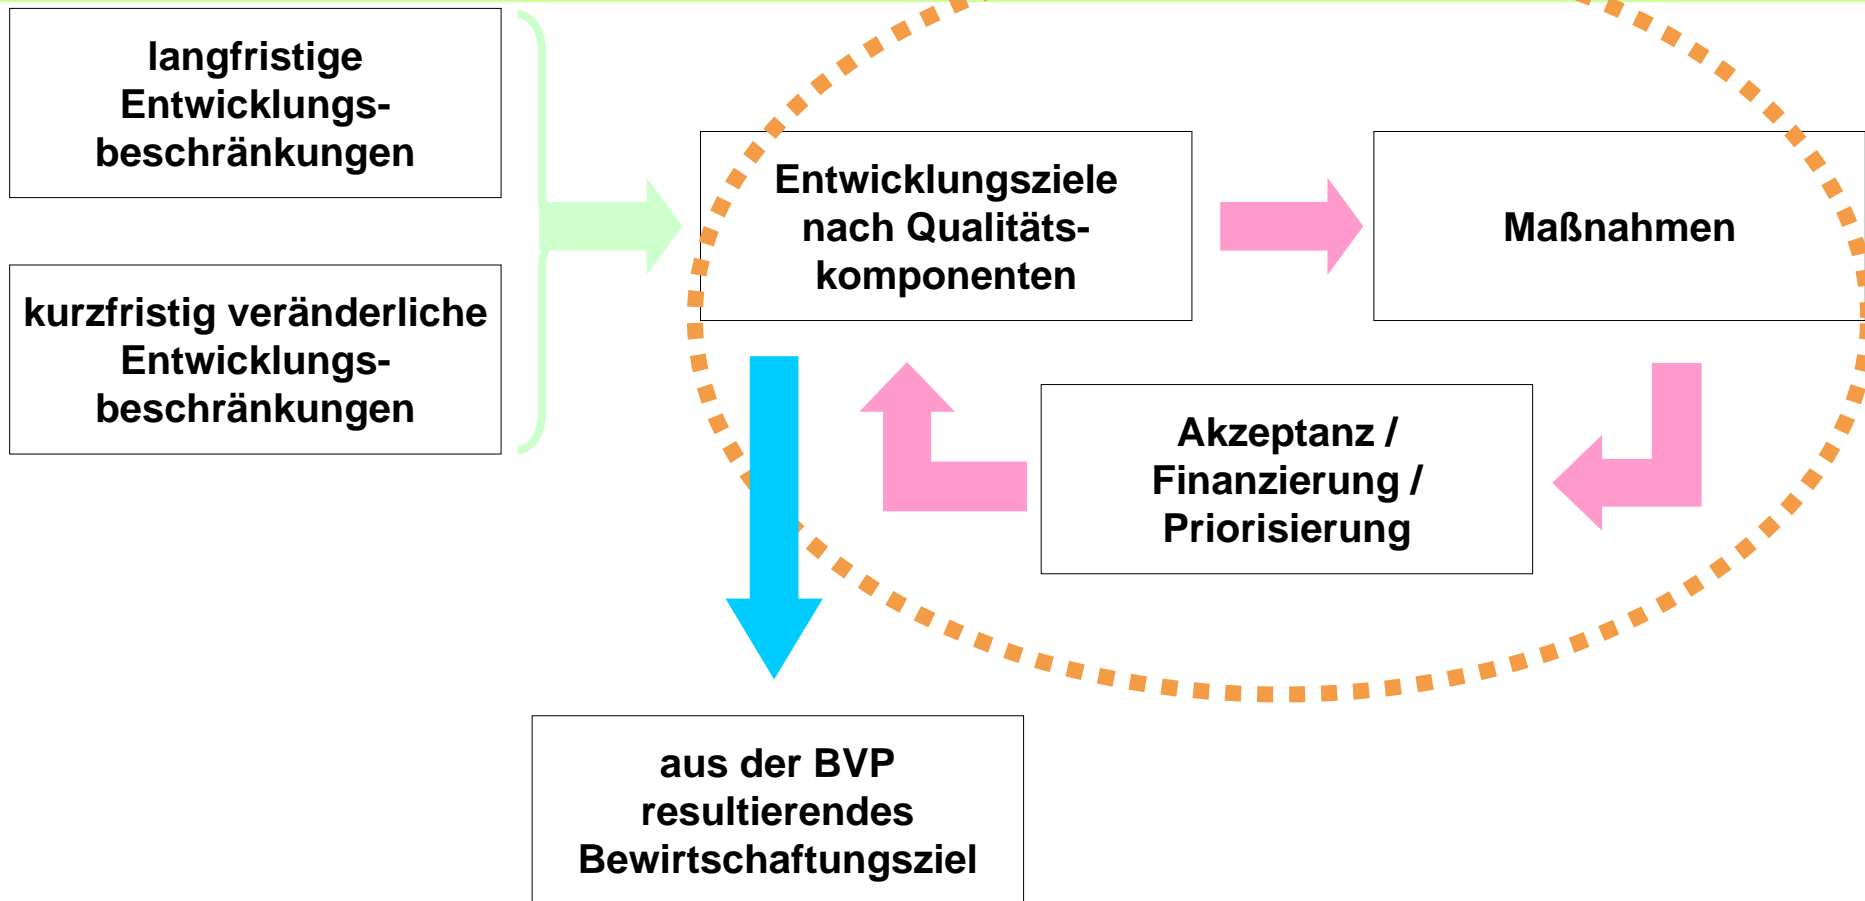 langfristige
Entwicklungs-
beschränkungen
kurzfristig veränderliche
Entwicklungs-
beschränkungen
Entwicklungsziele
nach Qualitäts-
komponenten
Maßnahmen
Akzeptanz /
Finanzierung /
Priorisierung
aus der BVP
resultierendes
Bewirtschaftungsziel